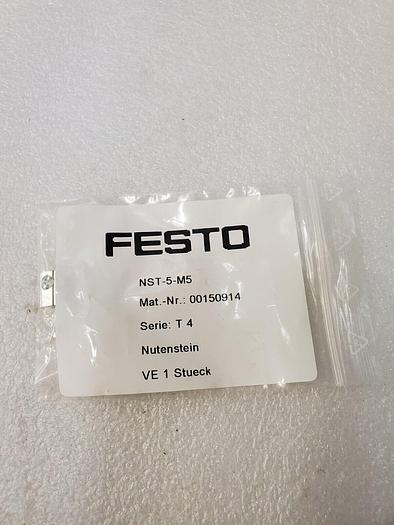 FESTO
NST-5-M5
Mat.-Nr.: 00150914
Serie: T 4
Nutenstein
VE 1 Stueck